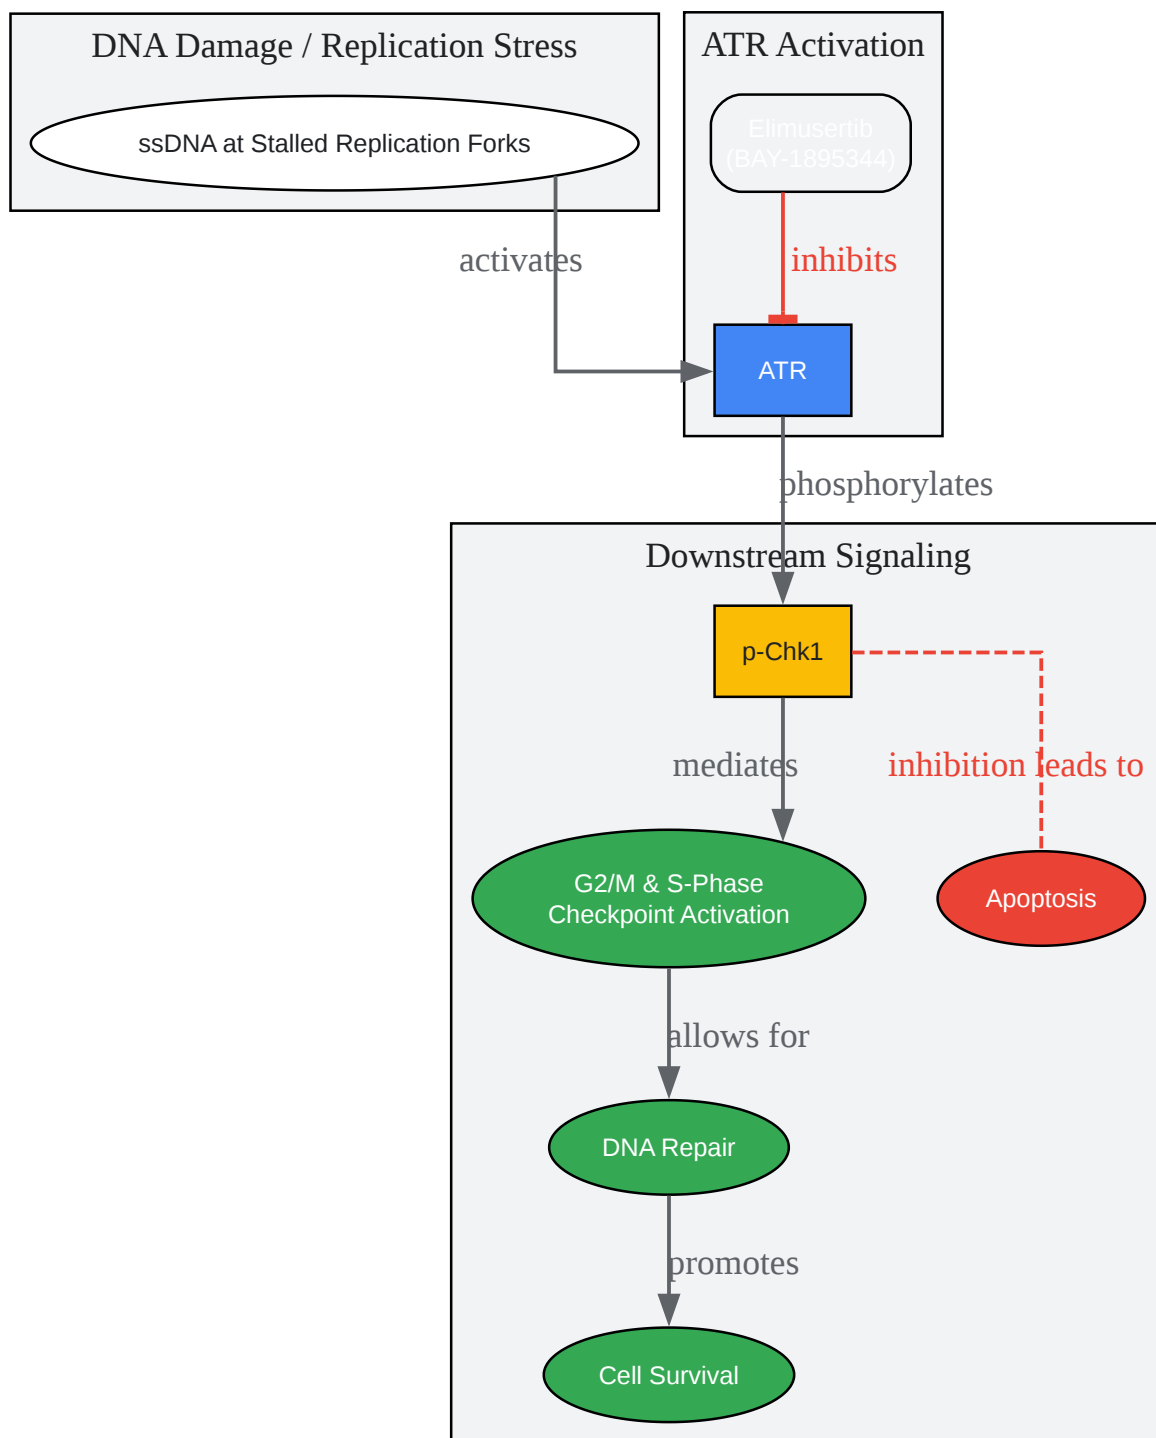 DNA Damage / Replication Stress
ssDNA at Stalled Replication Forks
ATR Activation
Elimusertib
(BAY-1895344)
activates
inhibits
ATR
phosphorylates
Downstream Signaling
p-Chk1
mediates
inhibition leads to
G2/M & S-Phase
Checkpoint Activation
Apoptosis
allows for
DNA Repair
promotes
Cell Survival